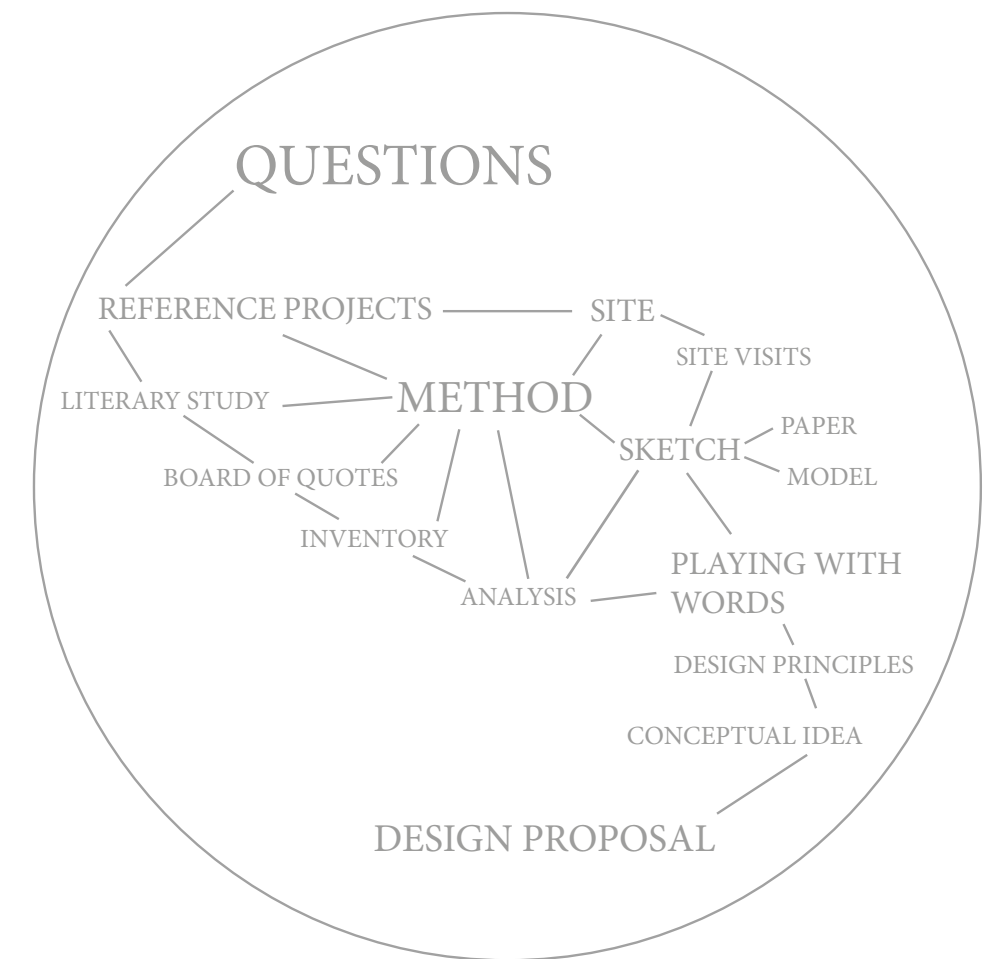 QUESTIONS
REFERENCE PROJECTS
SITE
SITE VISITS
LITERARY STUDY
METHOD
PAPER
SKETCH
MODEL
BOARD OF QUOTES
INVENTORY
PLAYING WITH
WORDS
ANALYSIS
DESIGN PRINCIPLES
CONCEPTUAL IDEA
DESIGN PROPOSAL